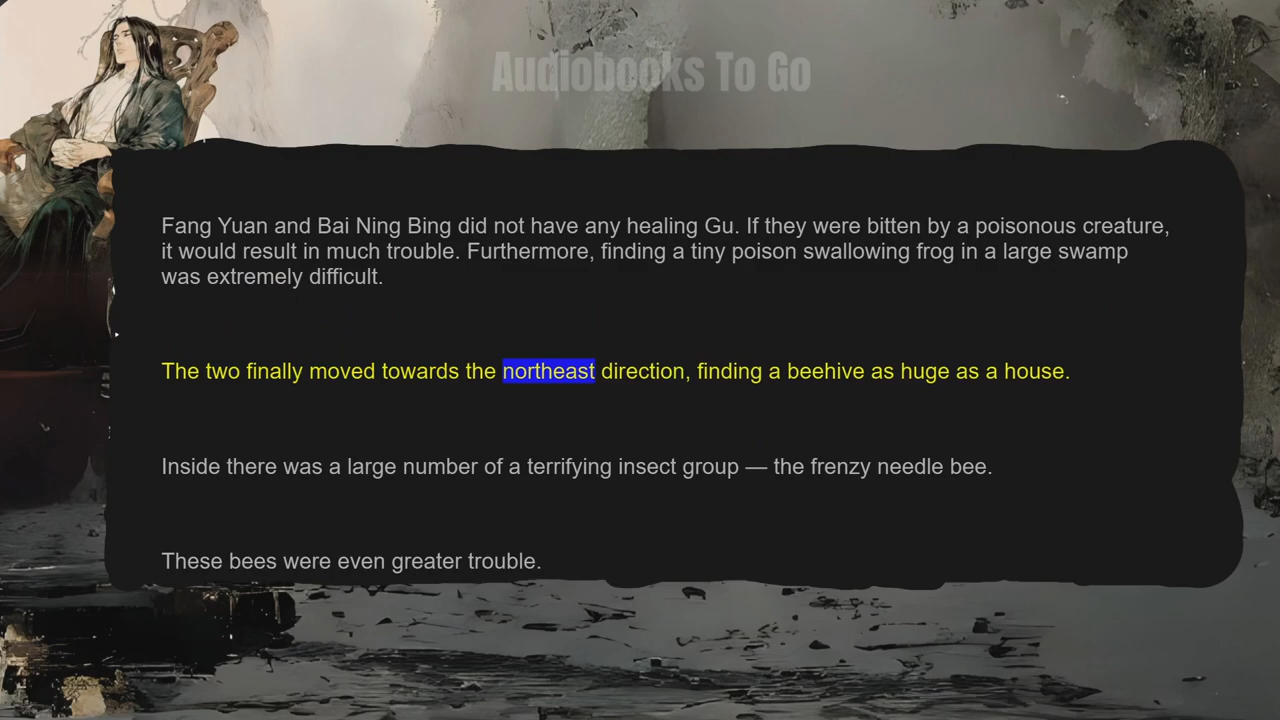 Audiobooks To Go
Fang Yuan and Bai Ning Bing did not have any healing Gu. If they were bitten by a poisonous creature,
it would result in much trouble. Furthermore, finding a tiny poison swallowing frog in a large swamp
was extremely difficult.
The two finally moved towards the northeast direction, finding a beehive as huge as a house.
Inside there was a large number of a terrifying insect group — the frenzy needle bee.
These bees were even greater trouble.